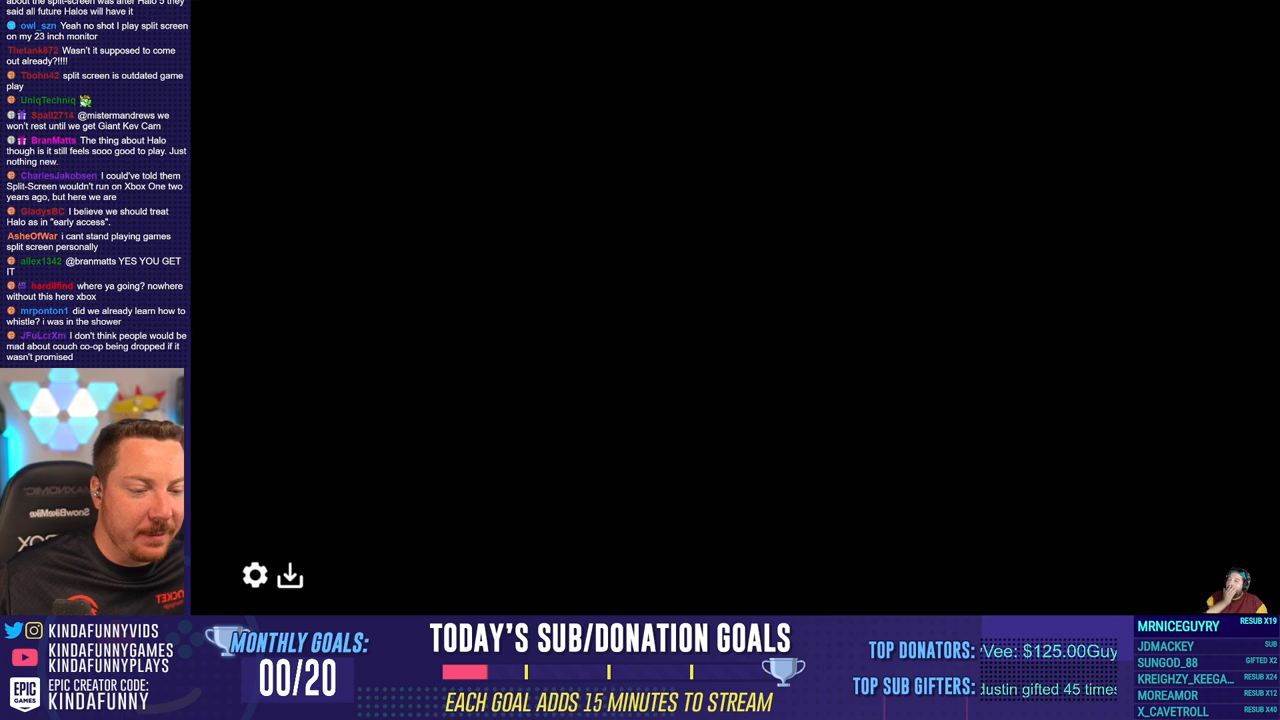 about the split-screen was after Halo 5 they
said all future Halos will have it
owl_szn Yeah no shot I play split screen
on my 23 inch monitor
Thetank872 Wasn't it supposed to come
out already?!!!!
Tbohn42 split screen is outdated game
play
UniqTechniq
Spalt2714 @mistermandrews we
won't rest until we get Giant Kev Cam
BranMatts The thing about Halo
though is it still feels sooo good to play. Just
nothing new.
CharlesJakobsen I could've told them
Split-Screen wouldn't run on Xbox One two
years ago, but here we are
GladysBC I believe we should treat
Halo as in "early access".
AsheOfWar i cant stand playing games
split screen personally
allex1342 @branmatts YES YOU GET
IT
where ya going? nowhere
without this here xbox
mrponton1 did we already learn how to
whistle? i was in the shower
JFuLcrXm I don't think people would be
mad about couch co-op being dropped if it
wasn't promised
SnowBikeMike
KINDAFUNNYVIDS
KINDAFUNNYGAMES
KINDAFUNNYPLAYS
EPIC
GAMES
EPIC CREATOR CODE:
KINDAFUNNY
MONTHLY GOALS:
00/20
TODAY'S SUB/DONATION GOALS
EACH GOAL ADDS 15 MINUTES TO STREAM
TOP DONATORS:
Vee: $125.00Guy
TOP SUB GIFTERS:
dustin gifted 45 times
MRNICEGUYRY RESUB X19
JDMACKEY SUB
SUNGOD_88 GIFTED X2
KREIGHZY_KEEGA... RESUB X24
MOREAMOR RESUB X12
X_CAVETROLL RESUB X40